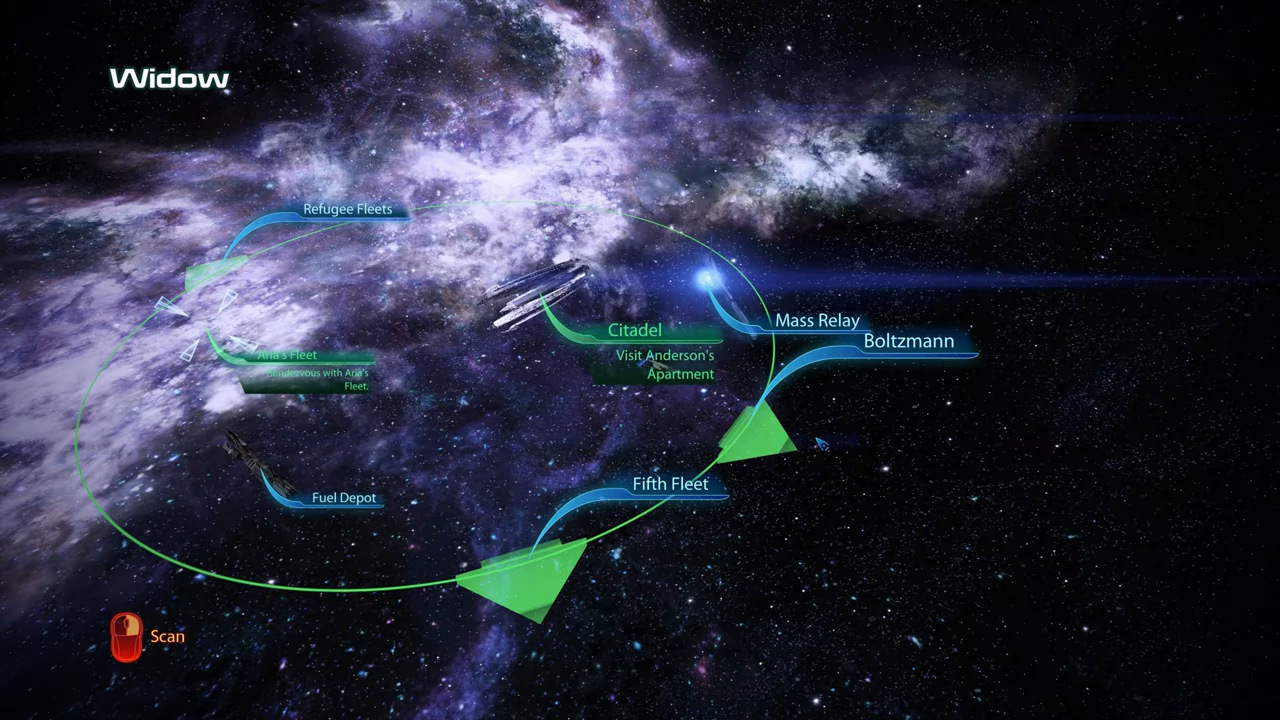 Widow
Refugee Fleets
Citadel
Visit Anderson's
Apartment
Mass Relay
Boltzmann
Aria's Fleet
Rendezvous with Aria's
Fleet.
Fifth Fleet
Fuel Depot
Scan